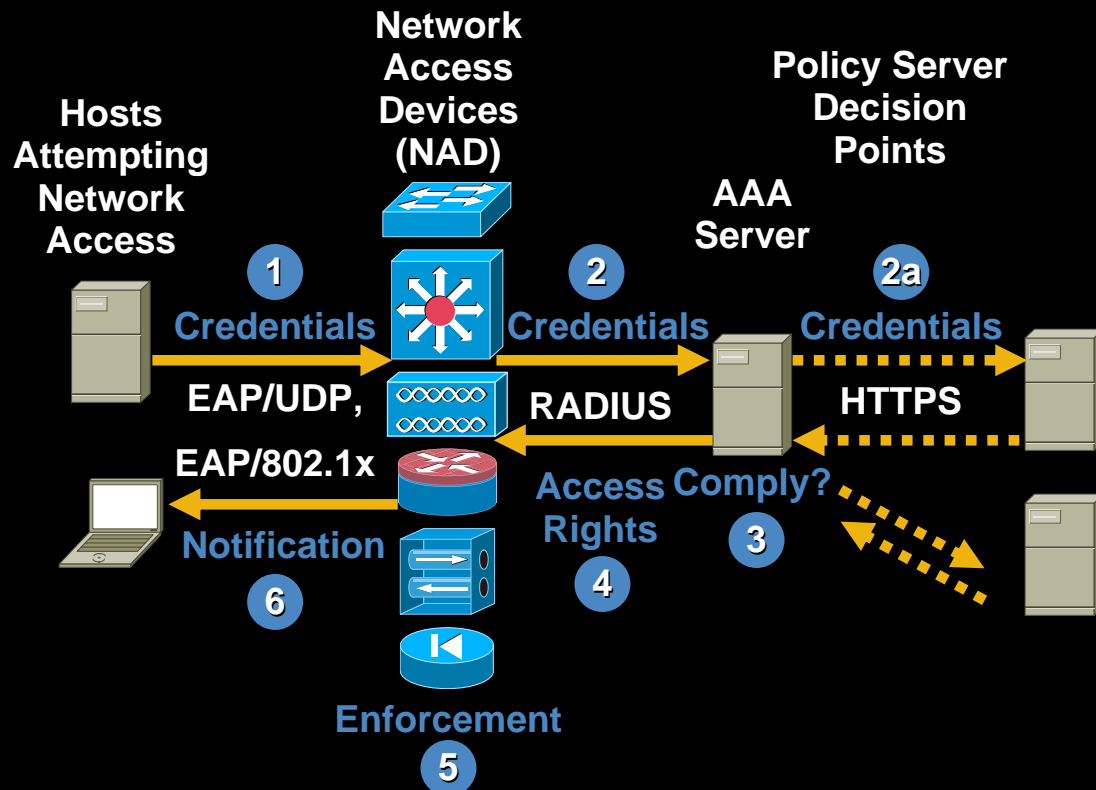 Network
Access
Devices
(NAD)
Policy Server
Decision
Points
Hosts
Attempting
Network
Access
AAA
Server
1
2
2a
Credentials
Credentials
Credentials
EAP/UDP,
RADIUS
HTTPS
EAP/802.1x
Access
Rights
Comply?
Notification
3
4
6
Enforcement
5